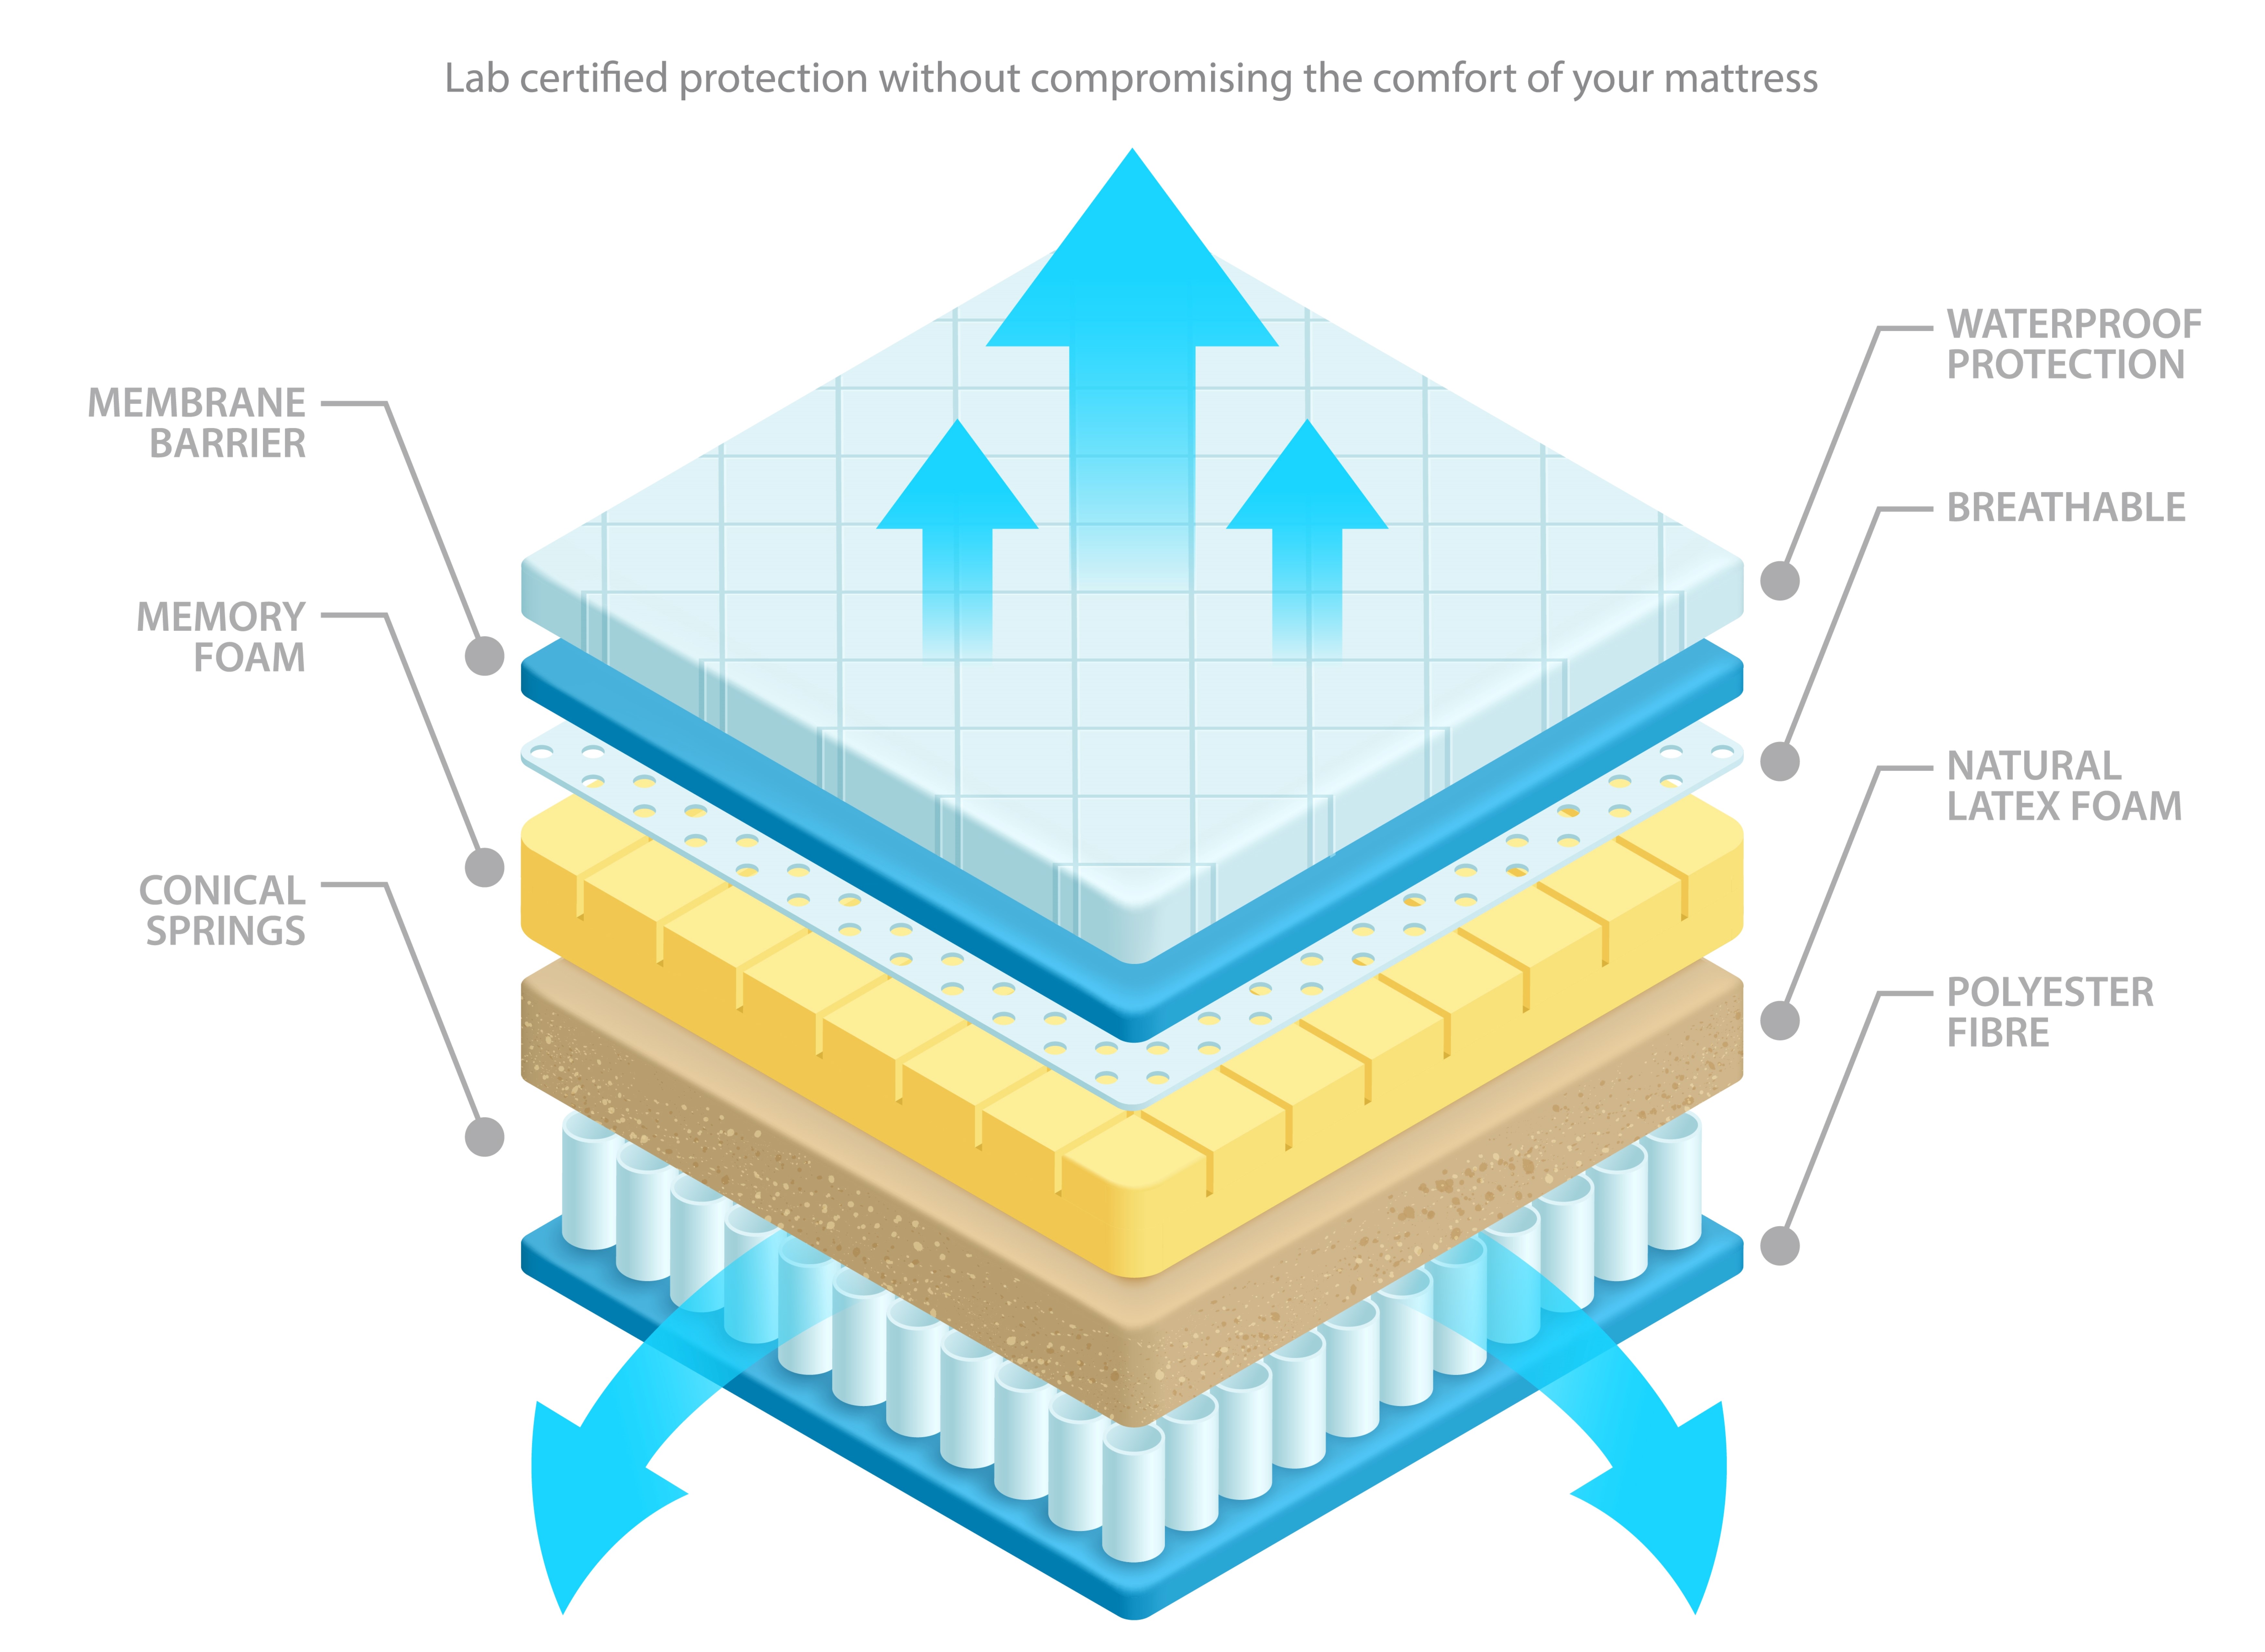 Lab certified protection without compromising the comfort of your mattress
MEMBRANE
BARRIER
MEMORY
FOAM
CONICAL
SPRINGS
WATERPROOF
PROTECTION
BREATHABLE
NATURAL
LATEX FOAM
POLYESTER
FIBRE